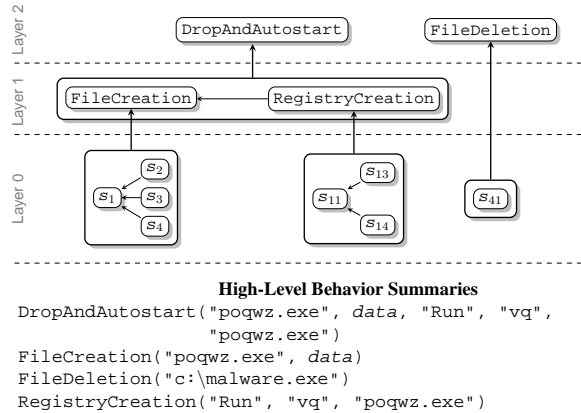 Layer 2
DropAndAutostart
FileDeletion
Layer 1
FileCreation
RegistryCreation
Layer 0
s2
s1
s3
s4
s13
s11
s14
s41
High-Level Behavior Summaries
DropAndAutostart("poqwz.exe", data, "Run", "vq",
"poqwz.exe")
FileCreation("poqwz.exe", data)
FileDeletion("c:\malware.exe")
RegistryCreation("Run", "vq", "poqwz.exe")